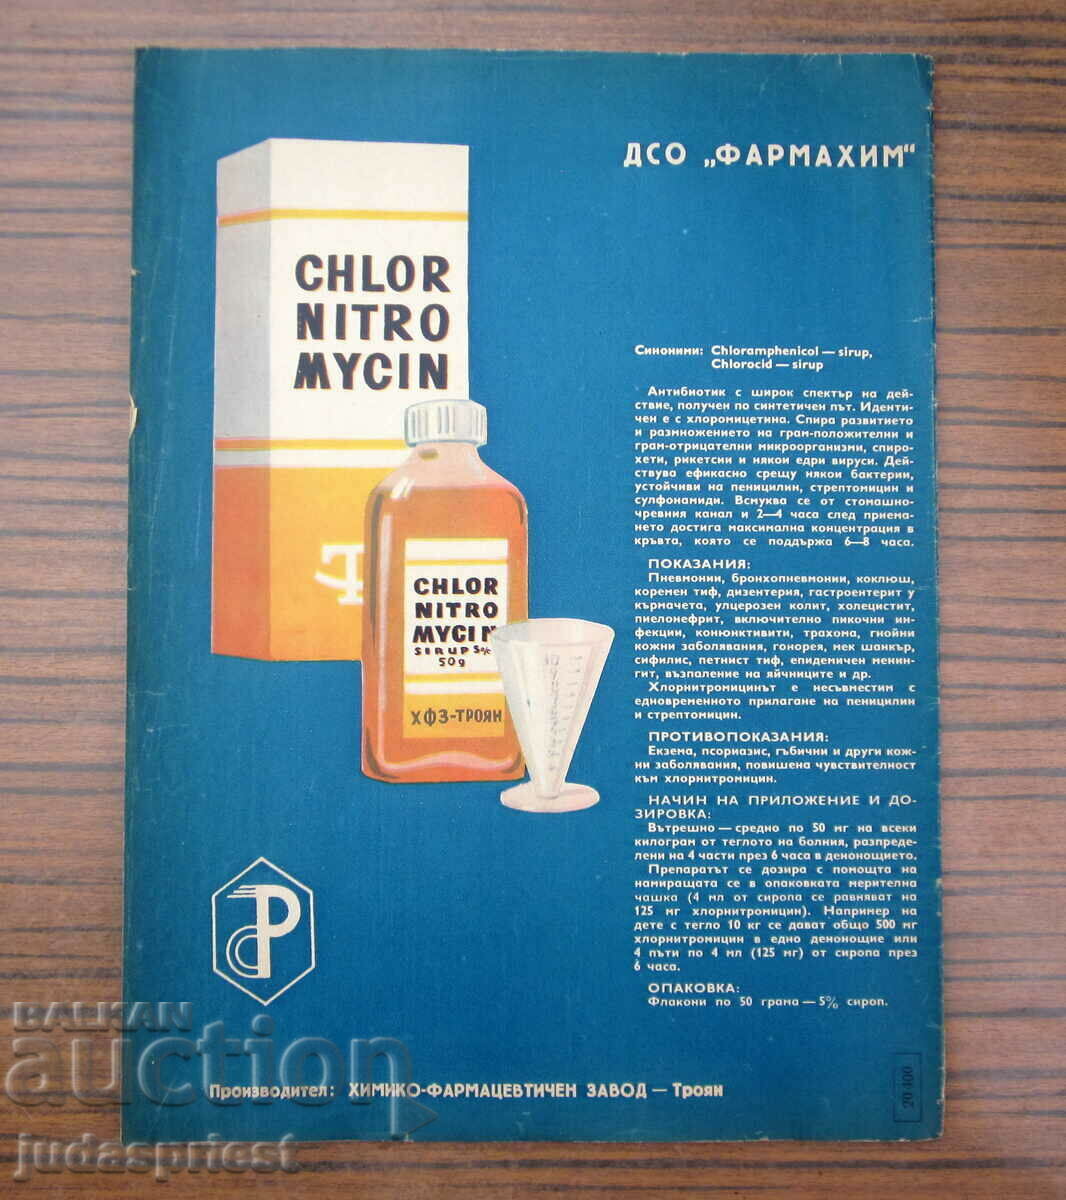 ДСО „ФАРМАХИМ“
CHLOR
NITRO
MYCIN
CHLOR
NITRO
MYCIN
SIRUP 5%
50g
ХФЗ-ТРОЯН
Синоними: Chloramphenicol — sirup,
Chlorocid — sirup
Антибиотик с широк спектър на дей-
ствие, получен по синтетичен път. Иденти-
чен е с хлоромицетина. Спира развитието
и размножението на грам-положителни и
грам-отрицателни микроорганизми, спиро-
хети, рикетсии и някои едри вируси. Дей-
ствува ефикасно срещу някои бактерии,
устойчиви на пеницилин, стрептомицин и
сулфонамиди. Всмуква се от стомашно-
чревния канал и 2—4 часа след приема-
нето достига максимална концентрация в
кръвта, която се поддържа 6—8 часа.
ПОКАЗАНИЯ:
Пневмонии, бронхопневмонии, коклюш,
коремен тиф, дизентерия, гастроентерит у
кърмачета, улцерозен колит, холецистит,
пиелонефрит, включително пикочни ин-
фекции, конюнктивити, трахома, гнойни
кожни заболявания, гонорея, мек шанкър,
сифилис, петнист тиф, епидемичен менин-
гит, възпаление на яйчниците и др.
Хлорнитромицинът е несъвместим с
едновременното прилагане на пеницилин
и стрептомицин.
ПРОТИВОПОКАЗАНИЯ:
Екзема, псориазис, гъбични и други кож-
ни заболявания, повишена чувствителност
към хлорнитромицин.
НАЧИН НА ПРИЛОЖЕНИЕ И ДО-
ЗИРОВКА:
Вътрешно — средно по 50 мг на всеки
килограм от теглото на болния, разпреде-
лени на 4 части през 6 часа в денонощието.
Препаратът се дозира с помощта на
намиращата се в опаковката мерителна
чашка (4 мл от сиропа се равняват на
125 мг хлорнитромицин). Например на
дете с тегло 10 кг се дават общо 500 мг
хлорнитромицин в едно денонощие или
4 пъти по 4 мл (125 мг) от сиропа през
6 часа.
ОПАКОВКА:
Флакони по 50 грама — 5% сироп.
Производител: ХИМИКО-ФАРМАЦЕВТИЧЕН ЗАВОД — Троян
20 400
BALKAN
auction
judaspriest